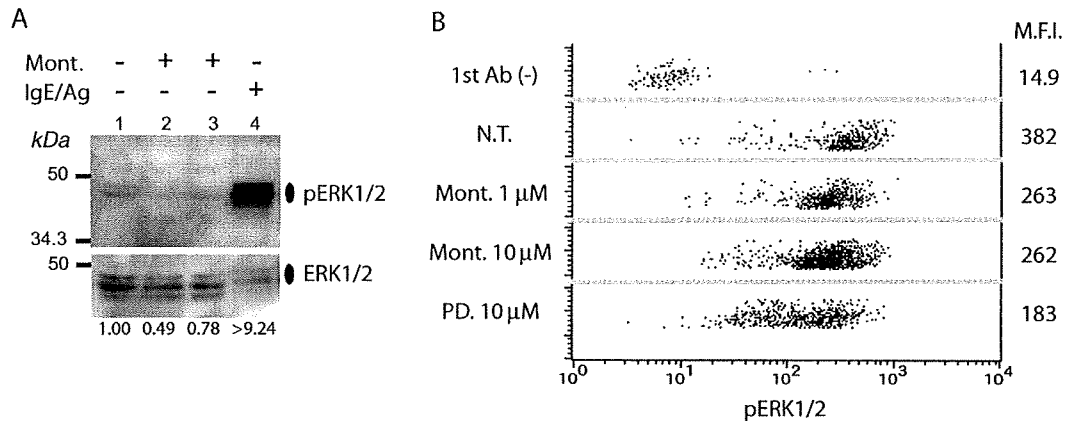 A
Mont. - + + -
IgE/Ag - - - +
1 2 3 4
kDa
50
pERK1/2
34.3
50
ERK1/2
1.00 0.49 0.78 >9.24
B
M.F.I.
1st Ab (-) 14.9
N.T. 382
Mont. 1 µM 263
Mont. 10 µM 262
PD. 10 µM 183
10⁰ 10¹ 10² 10³ 10⁴
pERK1/2